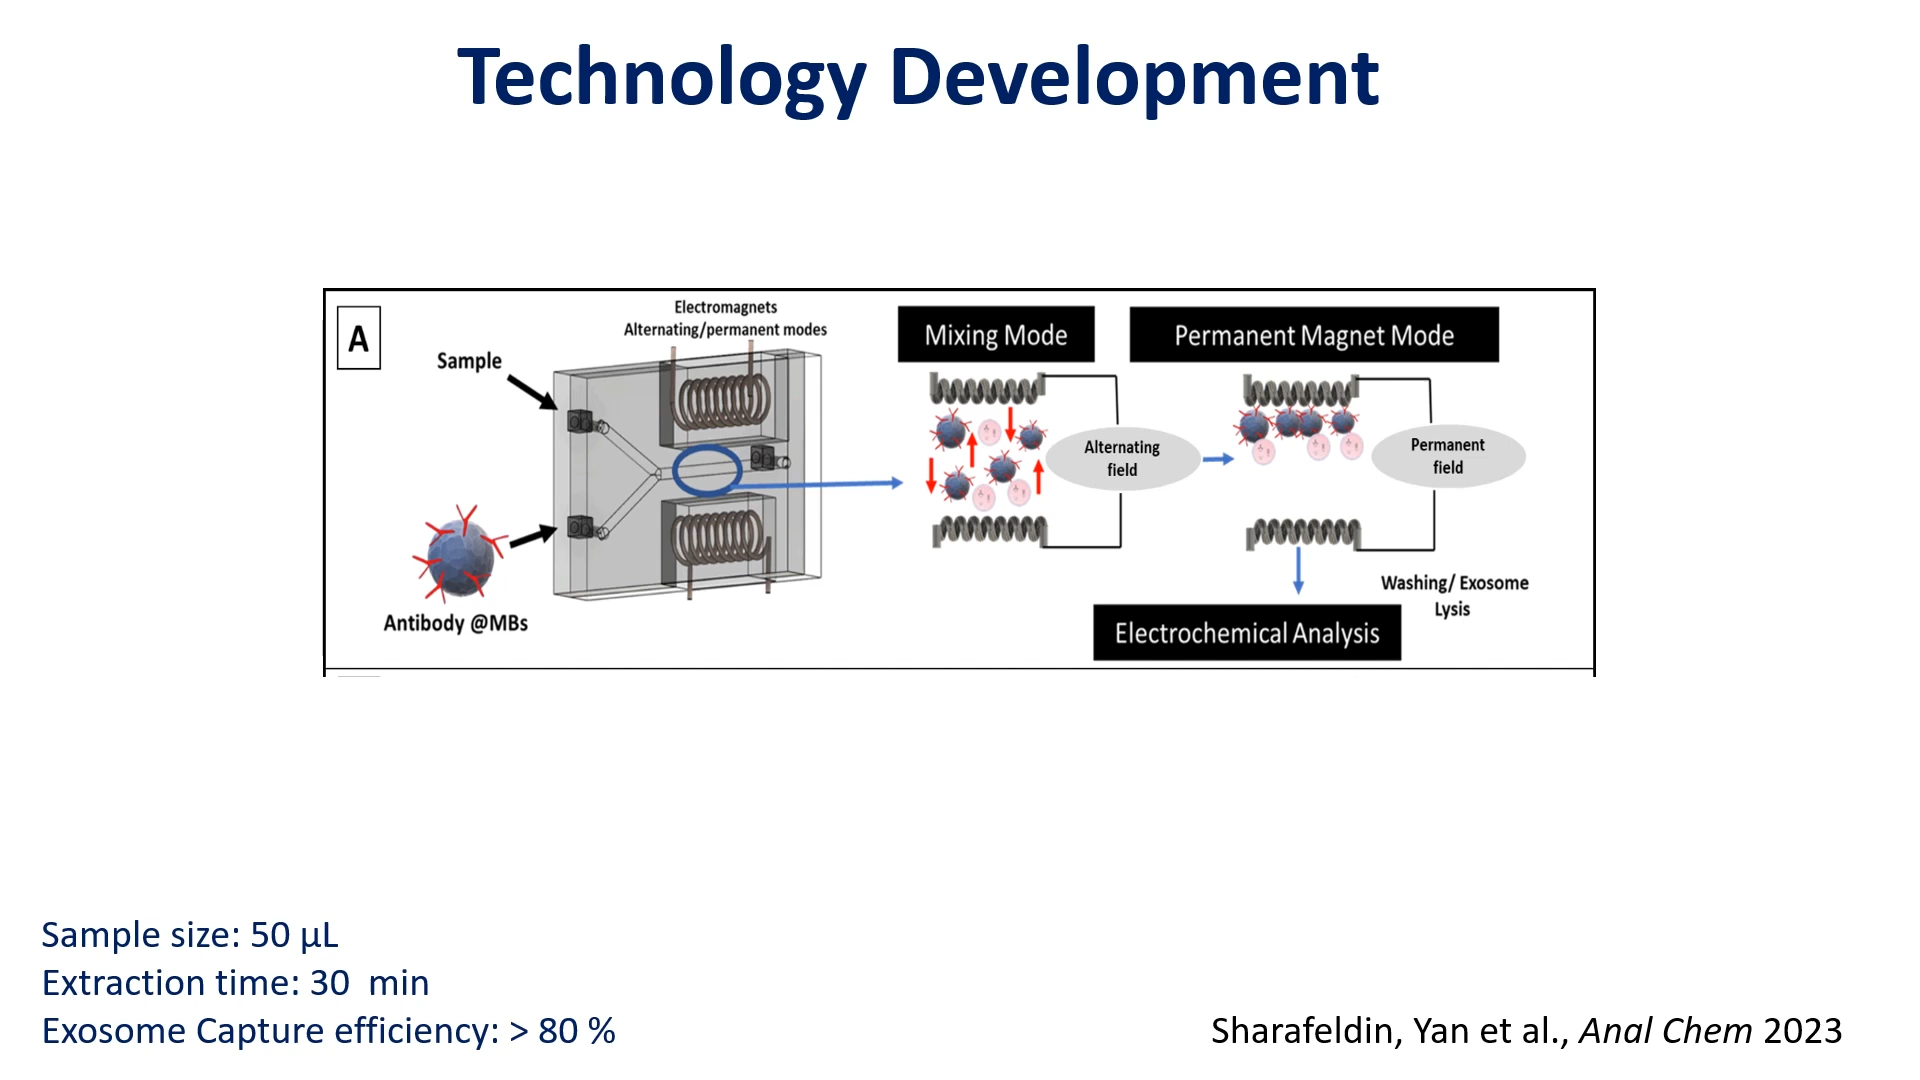 Technology Development
A
Electromagnets
Alternating/permanent modes
Sample
Antibody @MBs
Mixing Mode
Permanent Magnet Mode
Alternating
field
Permanent
field
Washing/ Exosome
Lysis
Electrochemical Analysis
Sample size: 50 µL
Extraction time: 30  min
Exosome Capture efficiency: > 80 %
Sharafeldin, Yan et al., Anal Chem 2023